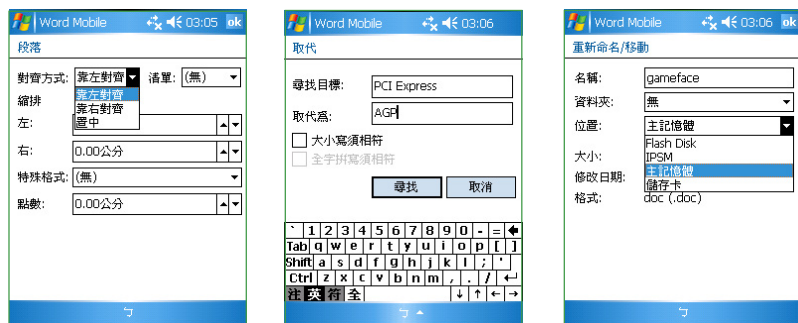 Word Mobile 03:05 ok
段落
對齊方式: 靠左對齊 清單: (無)
靠左對齊
縮排
靠右對齊
置中
左:
右: 0.00公分
特殊格式: (無)
點數: 0.00公分
ㄅ
Word Mobile 03:06
取代
尋找目標: PCI Express
取代為: AGP
大小寫須相符
全字拼寫須相符
尋找 取消
` 1 2 3 4 5 6 7 8 9 0 - = ←
Tab q w e r t y u i o p [ ]
Shift a s d f g h j k l ; '
Ctrl z x c v b n m , . / ↵
注 英 符 全 ↓ ↑ ← →
ㄅ
Word Mobile 03:06 ok
重新命名/移動
名稱: gameface
資料夾: 無
位置: 主記憶體
Flash Disk
大小: IPSM
主記憶體
修改日期: 儲存卡
格式: doc (.doc)
ㄅ